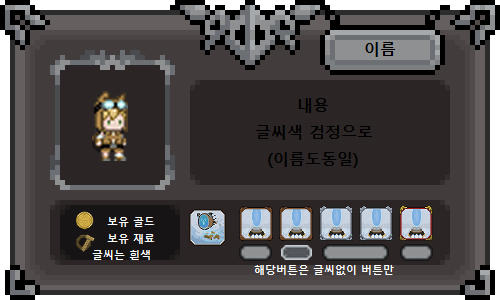 이름
내용
글씨색 검정으로
(이름도동일)
보유 골드
보유 재료
글씨는 흰색
해당버튼은 글씨없이 버튼만